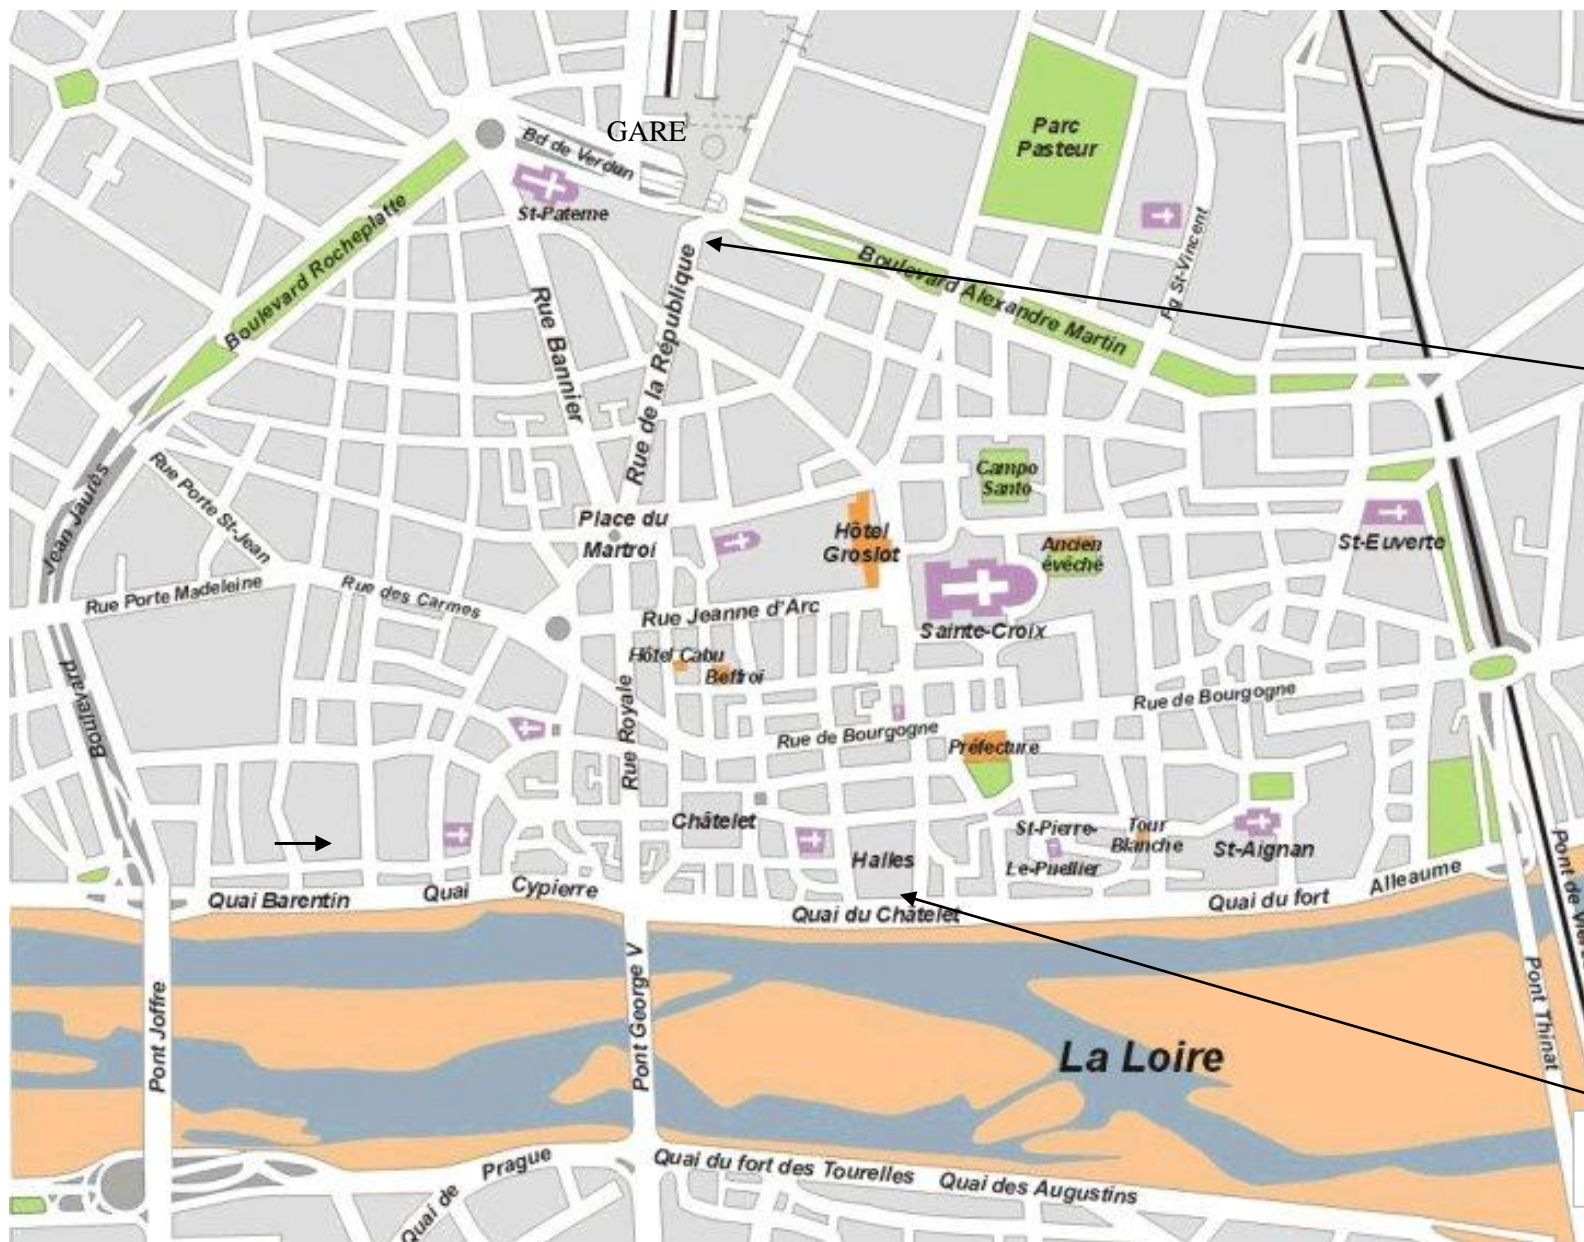 GARE
Bd de Verdun
Parc
Pasteur
St-Paterne
Boulevard Rocheplatte
Fg St-Vincent
Boulevard Alexandre Martin
Rue Bannier
Rue de la République
Campo
Santo
Rue Porte St-Jean
Jean Jaurès
Place du
Martroi
Hôtel
Groslot
Ancien
évéché
St-Euverte
Rue Porte Madeleine
Rue des Carmes
Rue Jeanne d'Arc
Sainte-Croix
Hôtel Cabu
Beffroi
Boulevard
Rue Royale
Rue de Bourgogne
Rue de Bourgogne
Préfecture
Châtelet
Halles
St-Pierre-
Le-Puellier
Tour
Blanche
St-Aignan
Quai Barentin
Quai
Cypierre
Quai du Châtelet
Quai du fort
Alleaume
Pont Joffre
Pont George V
La Loire
Pont Thinat
Pont de
Quai de
Prague
Quai du fort des Tourelles
Quai des Augustins